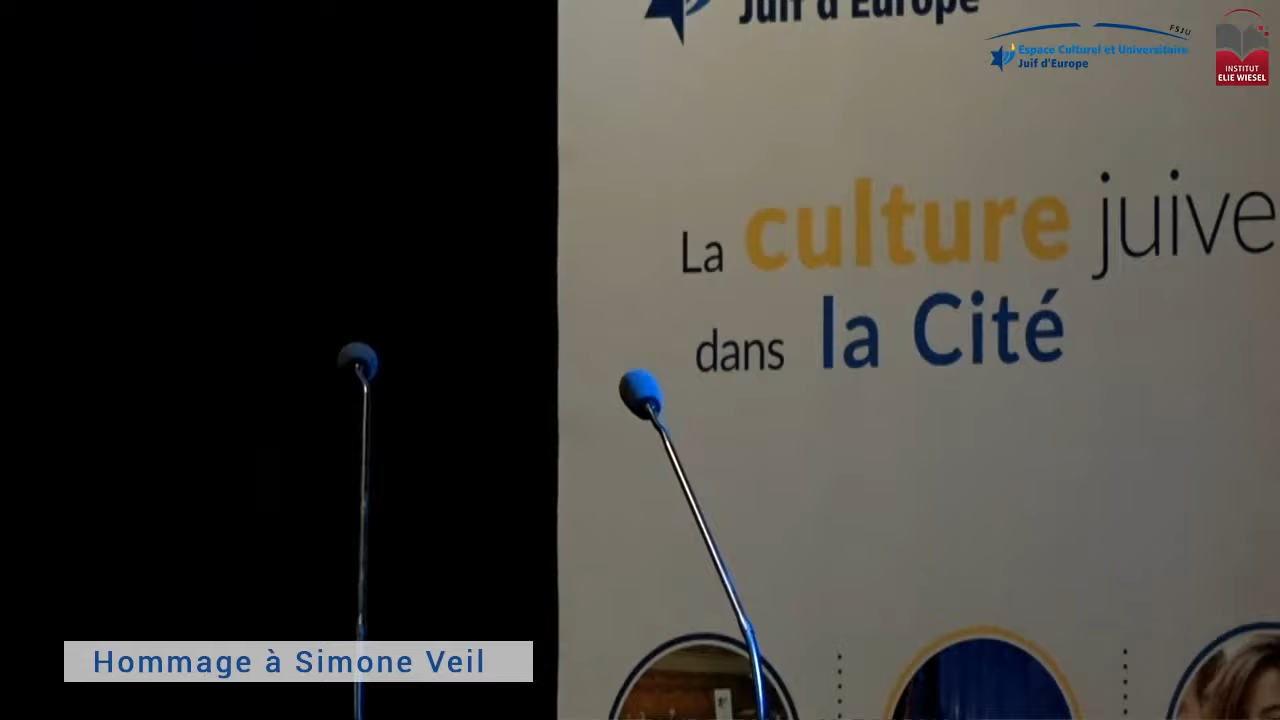 Juif d'Europe
FSJU
Espace Culturel et Universitaire
Juif d'Europe
INSTITUT
ELIE WIESEL
La culture juive
dans la Cité
Hommage à Simone Veil